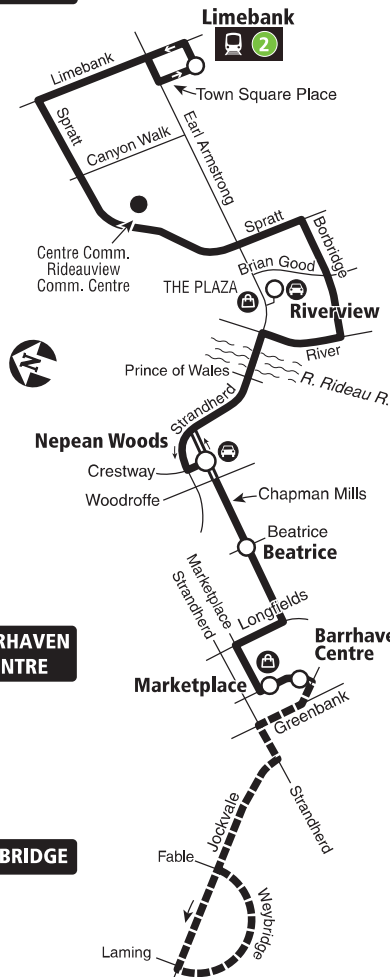 Limebank
2
Limebank
Town Square Place
Spratt
Canyon Walk
Earl Armstrong
Centre Comm.
Rideauview
Comm. Centre
Spratt
Borbridge
Brian Good
THE PLAZA
Riverview
River
N
Prince of Wales
R. Rideau R.
Strandherd
Nepean Woods
Crestway
Woodroffe
Chapman Mills
Beatrice
Beatrice
Marketplace
Strandherd
Longfields
RHAVEN
NTRE
Barrhave
Centre
Marketplace
Greenbank
Strandherd
Jockvale
BRIDGE
Fable
Weybridge
Laming